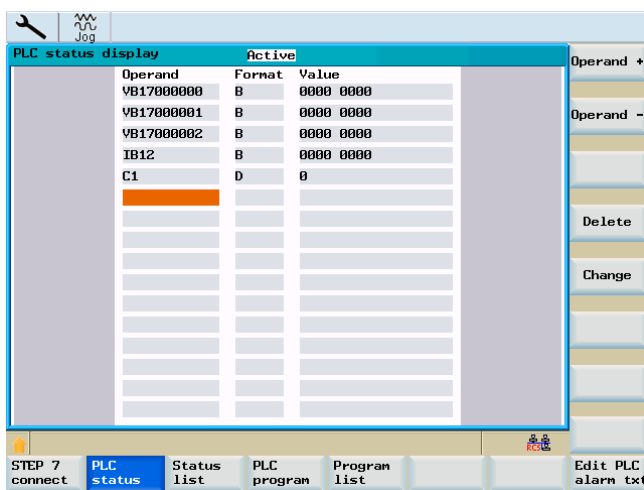 Jog
PLC status display Active
Operand Format Value
VB17000000 B 0000 0000
VB17000001 B 0000 0000
VB17000002 B 0000 0000
IB12 B 0000 0000
C1 D 0
Operand +
Operand -
Delete
Change
RCS
STEP 7 connect
PLC status
Status list
PLC program
Program list
Edit PLC alarm txt